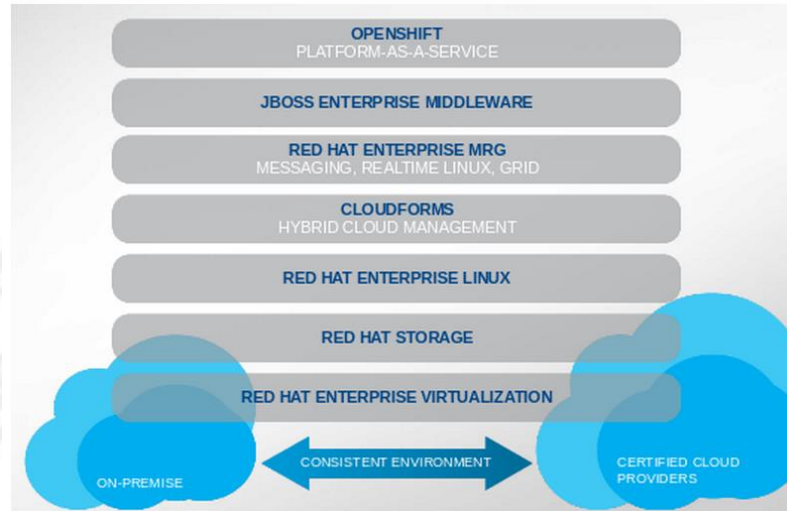 OPENSHIFT
PLATFORM-AS-A-SERVICE
JBOSS ENTERPRISE MIDDLEWARE
RED HAT ENTERPRISE MRG
MESSAGING, REALTIME LINUX, GRID
CLOUDFORMS
HYBRID CLOUD MANAGEMENT
RED HAT ENTERPRISE LINUX
RED HAT STORAGE
RED HAT ENTERPRISE VIRTUALIZATION
ON-PREMISE
CONSISTENT ENVIRONMENT
CERTIFIED CLOUD
PROVIDERS